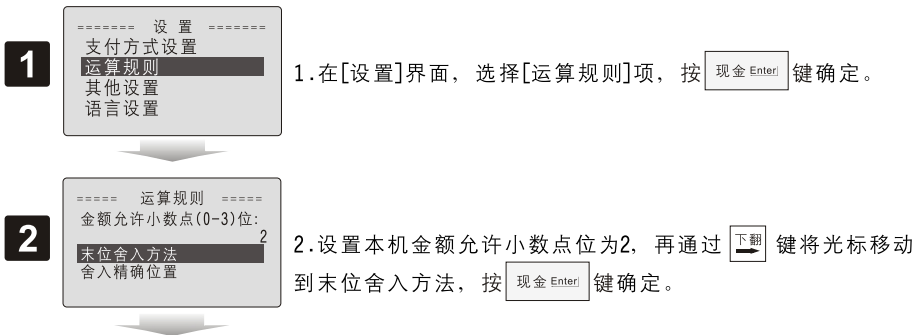 1
======= 设 置 =======
支付方式设置
运算规则
其他设置
语言设置
1.在[设置]界面，选择[运算规则]项，按 现金 Enter 键确定。
2
===== 运算规则 =====
金额允许小数点(0-3)位:
2
末位舍入方法
舍入精确位置
2.设置本机金额允许小数点位为2，再通过 下翻 键将光标移动
到末位舍入方法，按 现金 Enter 键确定。